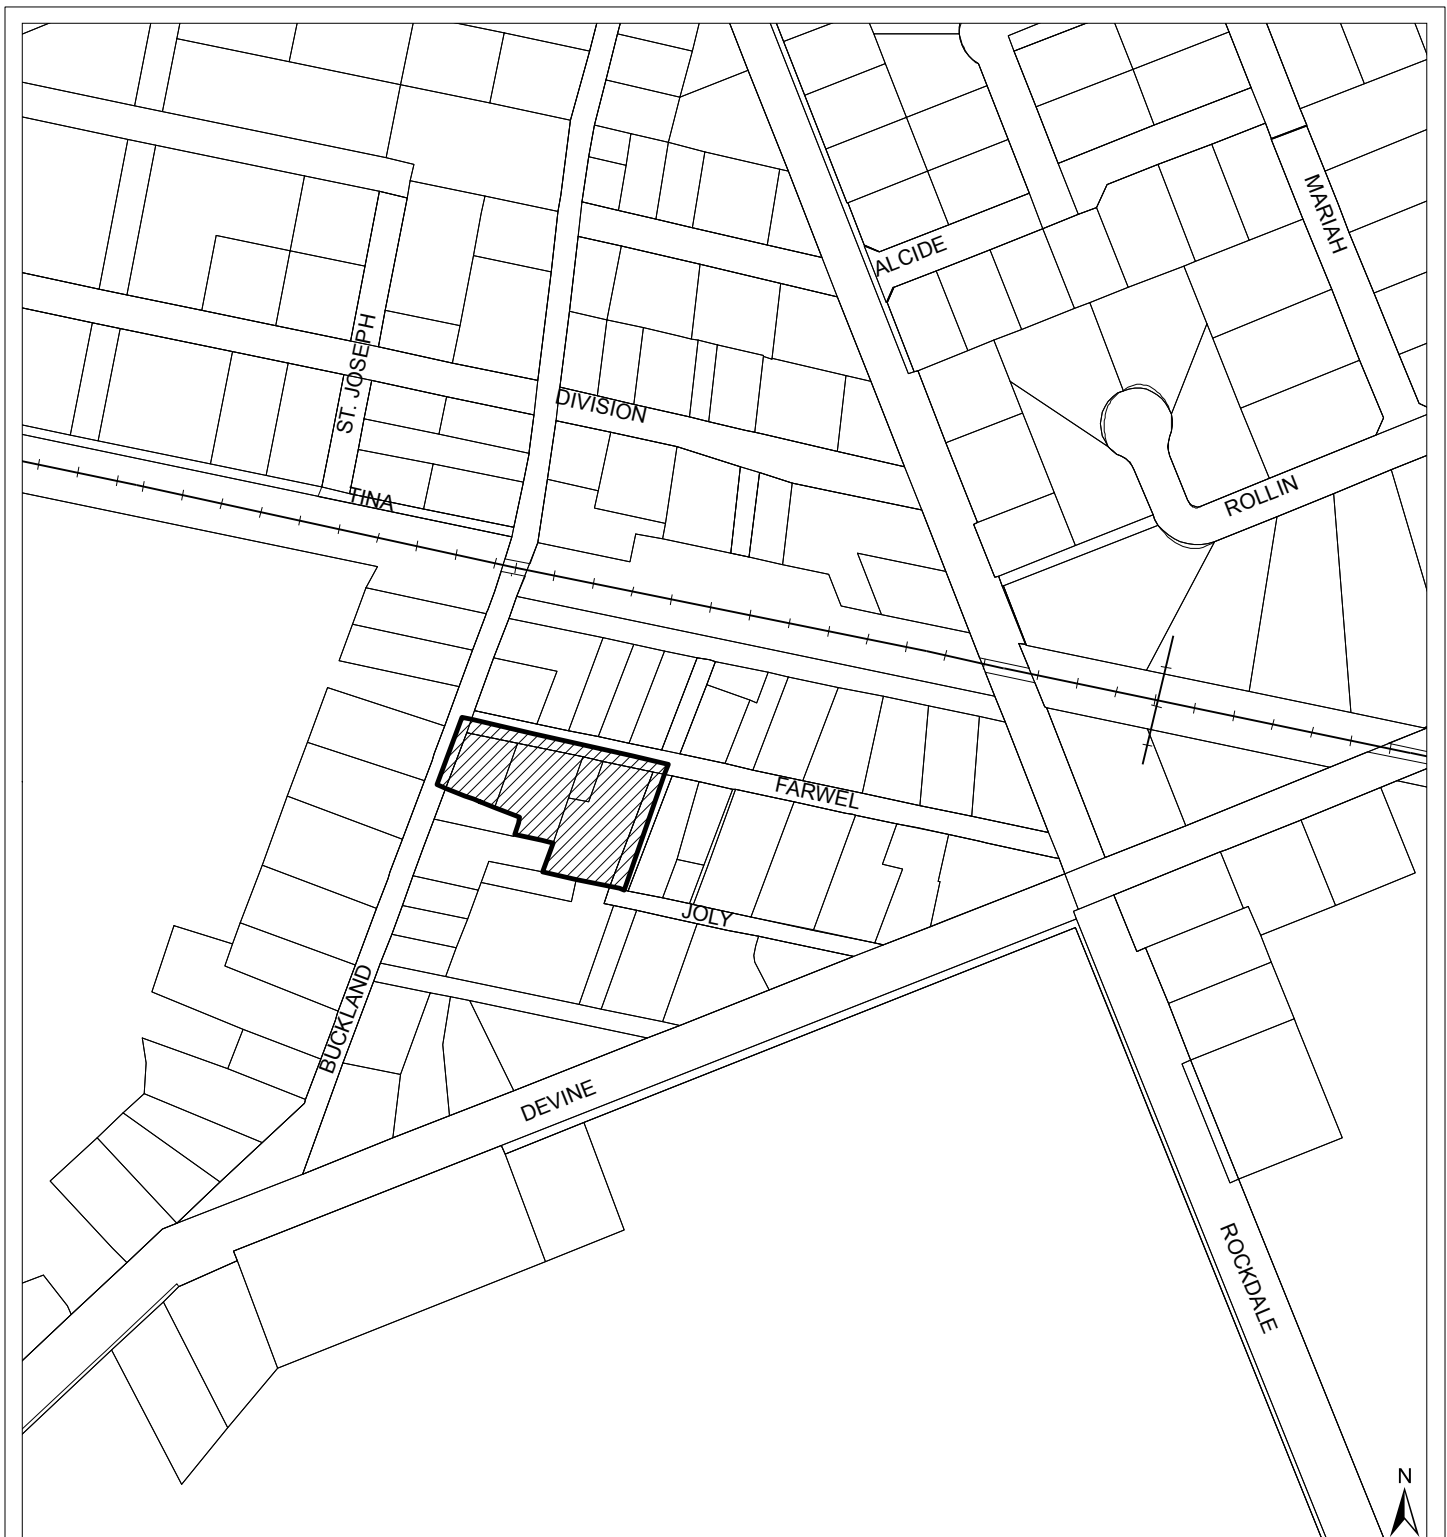 MARIAH
ALCIDE
ST. JOSEPH
DIVISION
TINA
ROLLIN
FARWEL
JOLY
BUCKLAND
DEVINE
ROCKDALE
N